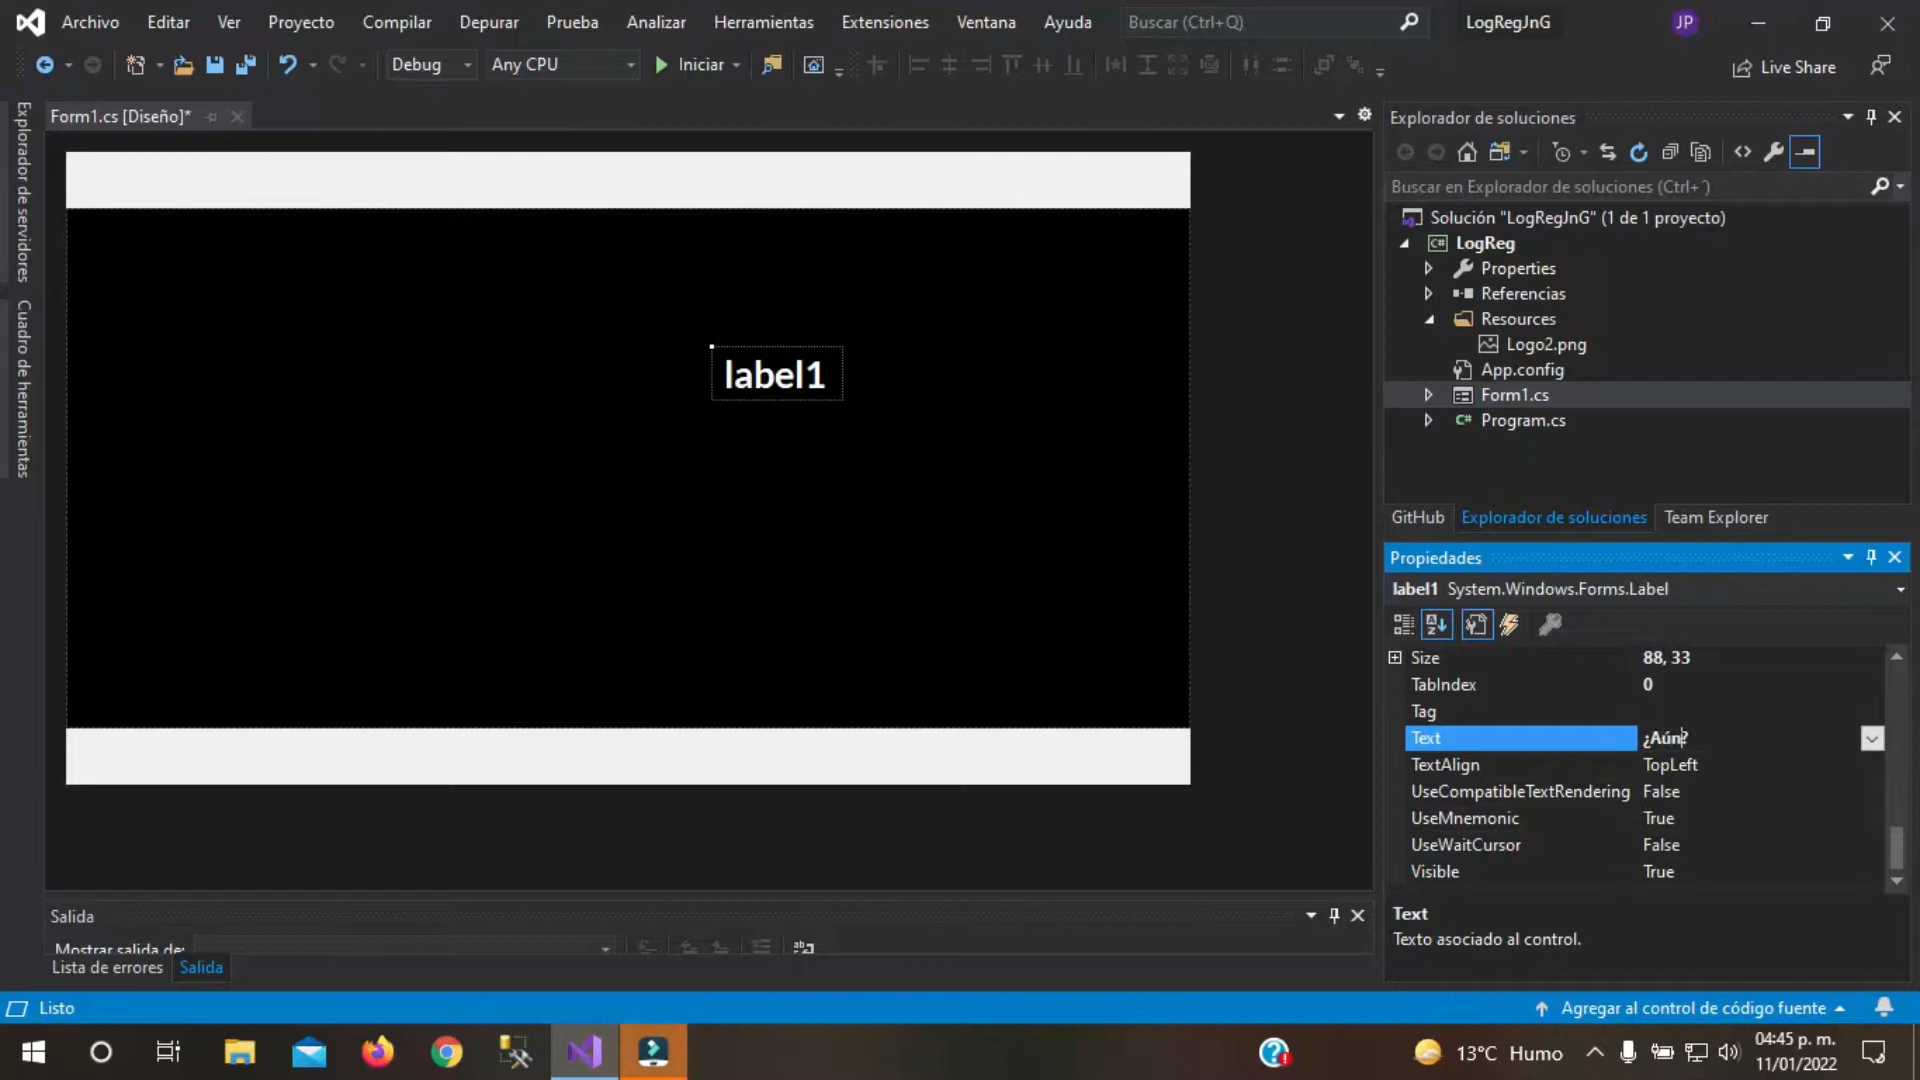 Archivo Editar Ver Proyecto Compilar Depurar Prueba Analizar Herramientas Extensiones Ventana Ayuda Buscar (Ctrl+Q) LogRegJnG JP
Debug Any CPU Iniciar Live Share
Explorador de servidores
Cuadro de herramientas
Form1.cs [Diseño]*
label1
Explorador de soluciones
Buscar en Explorador de soluciones (Ctrl+´)
Solución "LogRegJnG" (1 de 1 proyecto)
LogReg
Properties
Referencias
Resources
Logo2.png
App.config
Form1.cs
Program.cs
GitHub Explorador de soluciones Team Explorer
Propiedades
label1 System.Windows.Forms.Label
Size 88, 33
TabIndex 0
Tag
Text ¿Aún?
TextAlign TopLeft
UseCompatibleTextRendering False
UseMnemonic True
UseWaitCursor False
Visible True
Text
Texto asociado al control.
Salida
Mostrar salida de:
Lista de errores Salida
Listo
Agregar al control de código fuente
13°C Humo
04:45 p. m.
11/01/2022